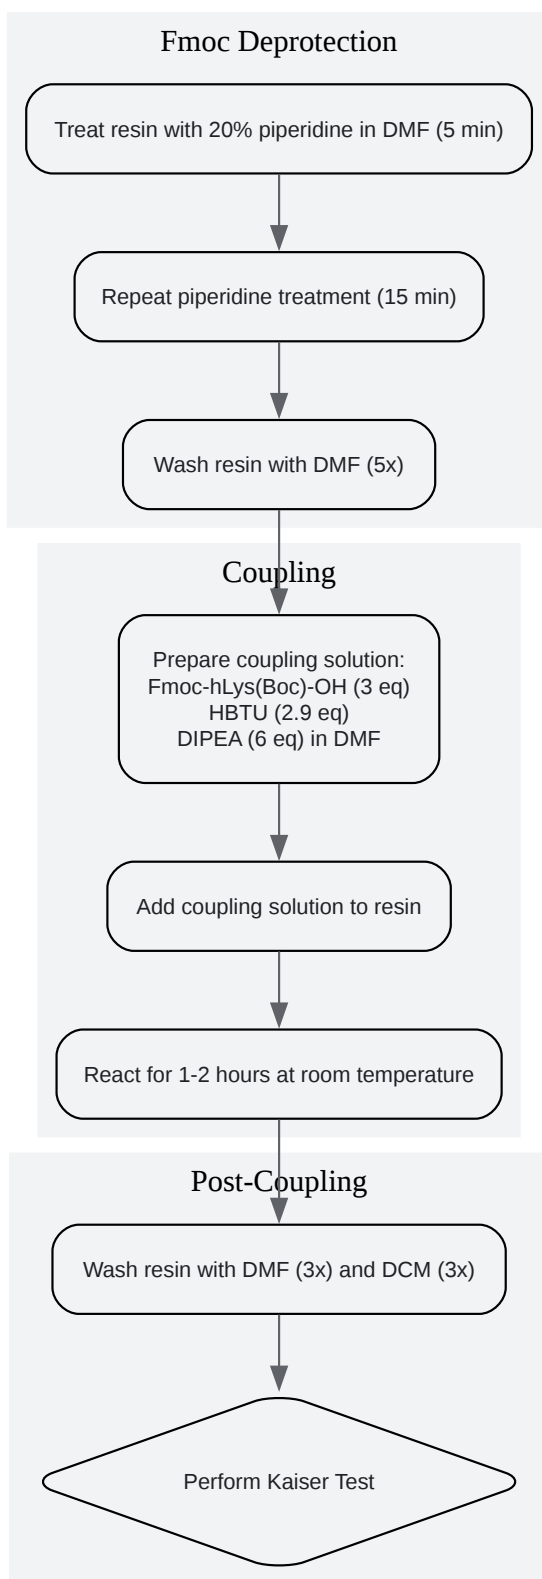 Fmoc Deprotection
Treat resin with 20% piperidine in DMF (5 min)
Repeat piperidine treatment (15 min)
Wash resin with DMF (5x)
Coupling
Prepare coupling solution:
Fmoc-hLys(Boc)-OH (3 eq)
HBTU (2.9 eq)
DIPEA (6 eq) in DMF
Add coupling solution to resin
React for 1-2 hours at room temperature
Post-Coupling
Wash resin with DMF (3x) and DCM (3x)
Perform Kaiser Test